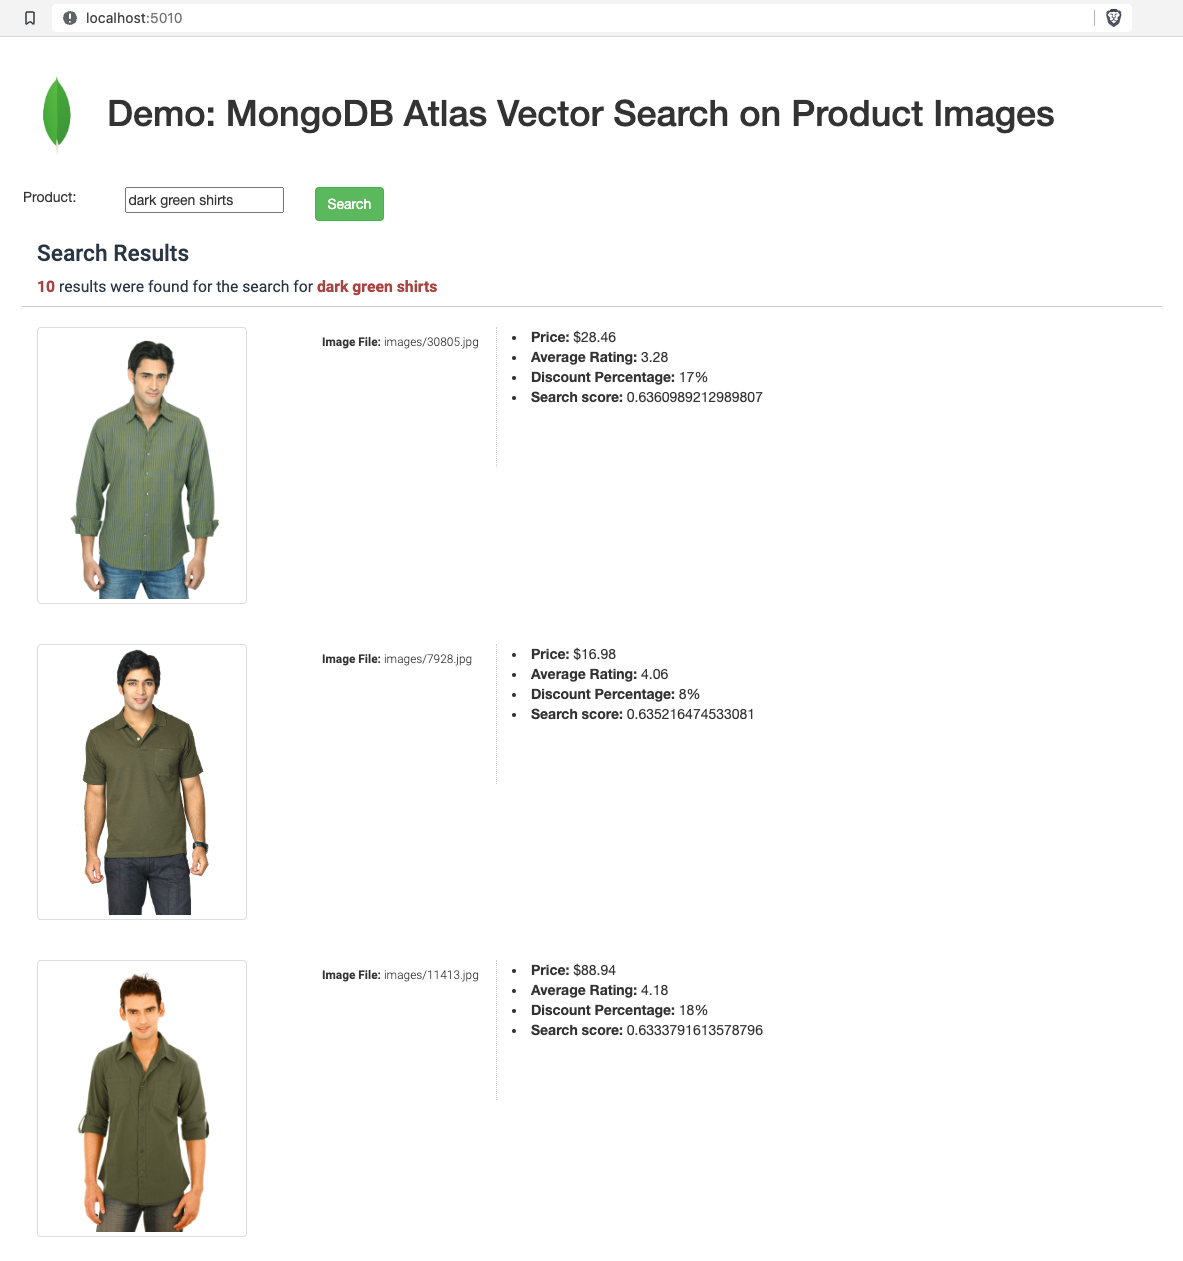 localhost:5010
Demo: MongoDB Atlas Vector Search on Product Images
Product: dark green shirts Search
Search Results
10 results were found for the search for dark green shirts
Image File: images/30805.jpg
Price: $28.46
Average Rating: 3.28
Discount Percentage: 17%
Search score: 0.6360989212989807
Image File: images/7928.jpg
Price: $16.98
Average Rating: 4.06
Discount Percentage: 8%
Search score: 0.635216474533081
Image File: images/11413.jpg
Price: $88.94
Average Rating: 4.18
Discount Percentage: 18%
Search score: 0.6333791613578796